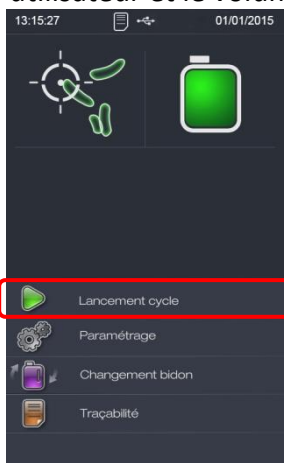 utilisateur et le volum
13:15:27 01/01/2015
Lancement cycle
Paramétrage
Changement bidon
Traçabilité